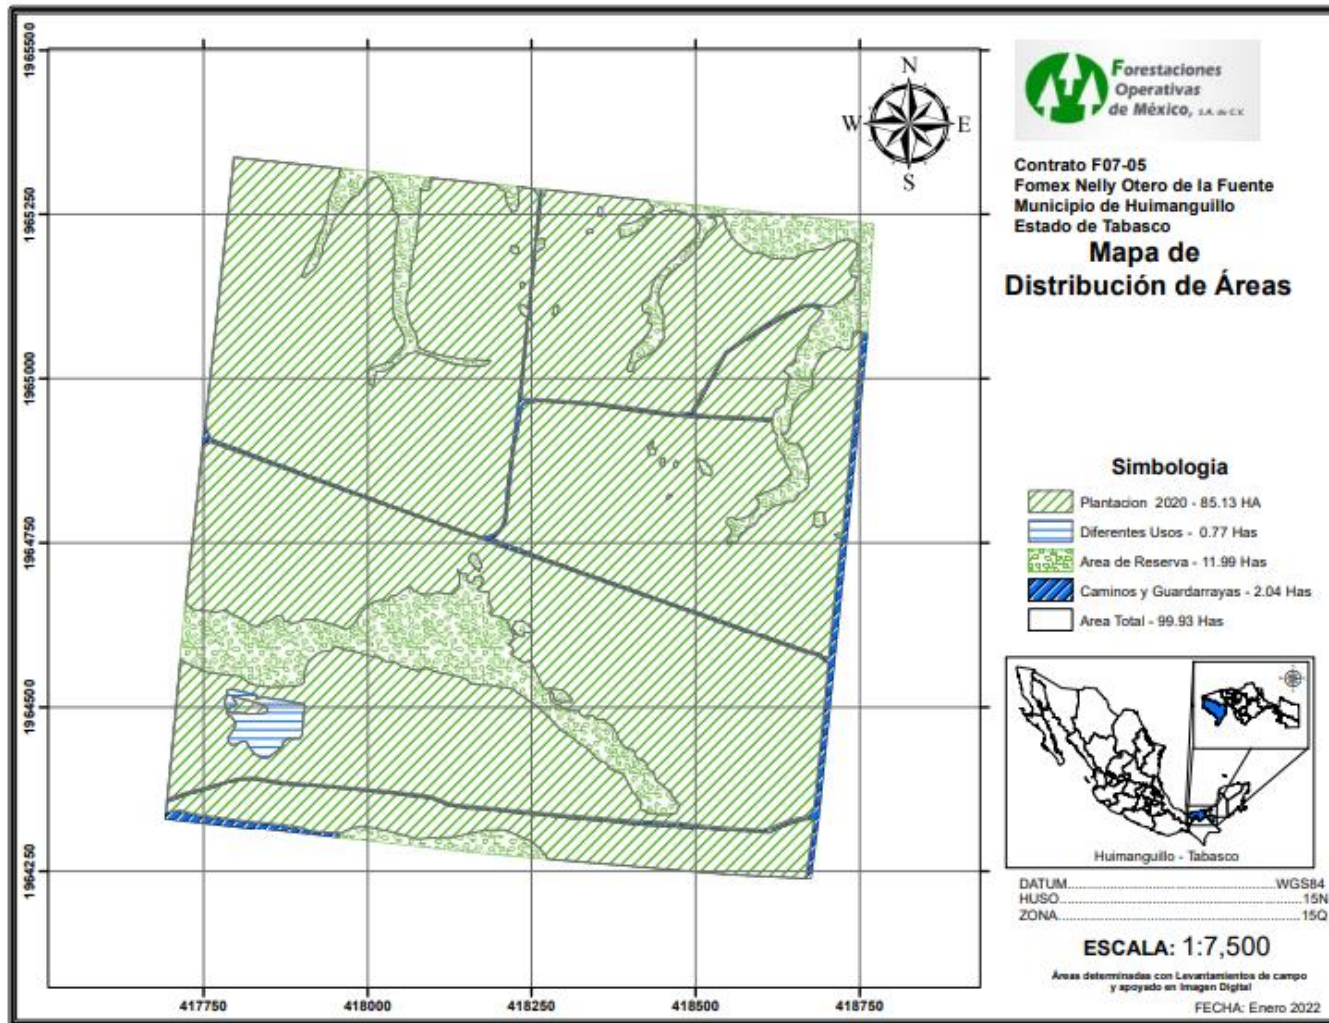 1965500
1965250
1965000
1964750
1964500
1964250
417750
418000
418250
418500
418750
N
W
E
S
Forestaciones
Operativas
de México, S.A. de C.V.
Contrato F07-05
Fomex Nelly Otero de la Fuente
Municipio de Huimanguillo
Estado de Tabasco
Mapa de
Distribución de Áreas
Simbologia
Plantacion 2020 - 85.13 HA
Diferentes Usos - 0.77 Has
Area de Reserva - 11.99 Has
Caminos y Guardarrayas - 2.04 Has
Area Total - 99.93 Has
Huimanguillo - Tabasco
DATUM WGS84
HUSO 15N
ZONA 15Q
ESCALA: 1:7,500
Áreas determinadas con Levantamientos de campo
y apoyado en Imagen Digital
FECHA: Enero 2022